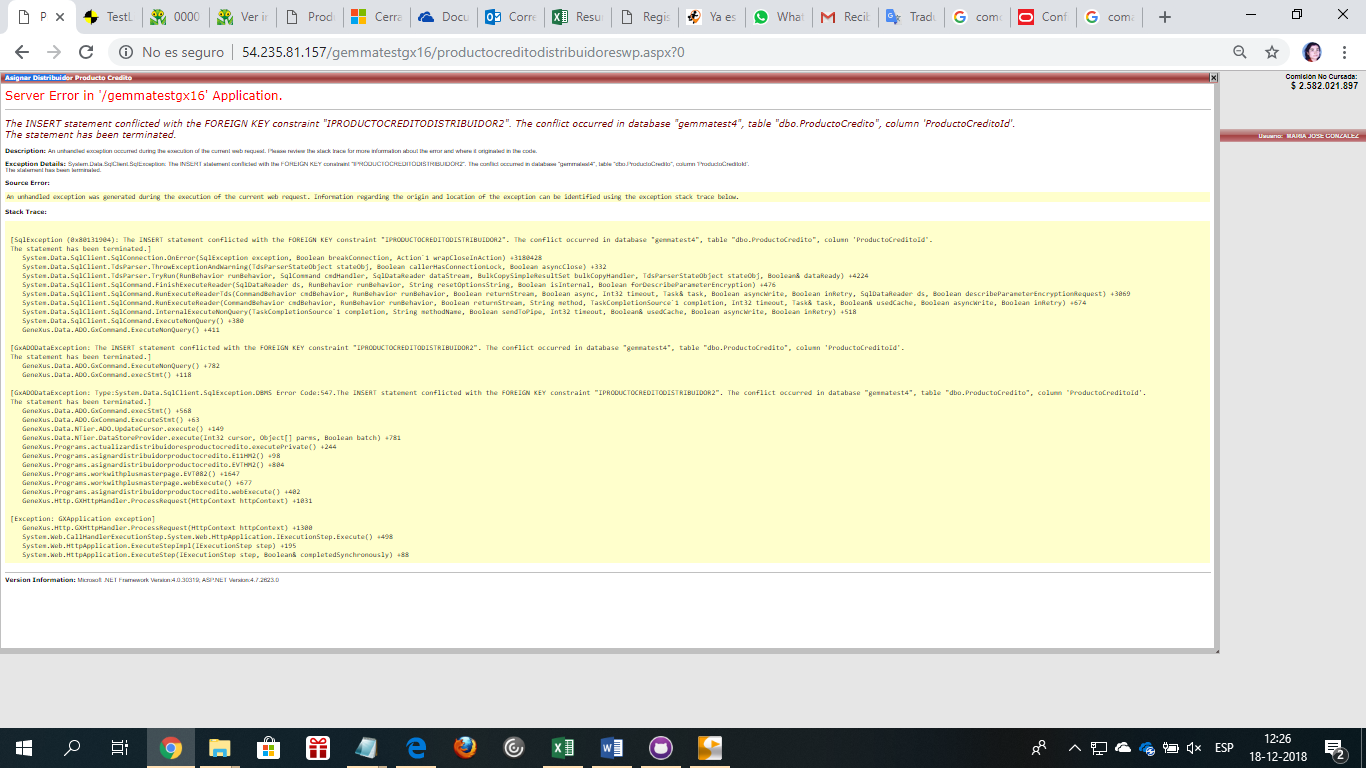 P
TestL
0000
Ver in
Prod
Cerra
Docu
Corre
Resu
Regis
Ya es
What
Recib
Tradu
como
Conf
coma
No es seguro | 54.235.81.157/gemmatestgx16/productocreditodistribuidoreswp.aspx?0
Asignar Distribuidor Producto Credito
Comisión No Cursada:
$ 2.582.021.897
Usuario: MARIA JOSE GONZALEZ
Server Error in '/gemmatestgx16' Application.
The INSERT statement conflicted with the FOREIGN KEY constraint "IPRODUCTOCREDITODISTRIBUIDOR2". The conflict occurred in database "gemmatest4", table "dbo.ProductoCredito", column 'ProductoCreditoId'.
The statement has been terminated.
Description: An unhandled exception occurred during the execution of the current web request. Please review the stack trace for more information about the error and where it originated in the code.
Exception Details: System.Data.SqlClient.SqlException: The INSERT statement conflicted with the FOREIGN KEY constraint "IPRODUCTOCREDITODISTRIBUIDOR2". The conflict occurred in database "gemmatest4", table "dbo.ProductoCredito", column 'ProductoCreditoId'.
The statement has been terminated.
Source Error:
An unhandled exception was generated during the execution of the current web request. Information regarding the origin and location of the exception can be identified using the exception stack trace below.
Stack Trace:
[SqlException (0x80131904): The INSERT statement conflicted with the FOREIGN KEY constraint "IPRODUCTOCREDITODISTRIBUIDOR2". The conflict occurred in database "gemmatest4", table "dbo.ProductoCredito", column 'ProductoCreditoId'.
The statement has been terminated.]
System.Data.SqlClient.SqlConnection.OnError(SqlException exception, Boolean breakConnection, Action`1 wrapCloseInAction) +3180428
System.Data.SqlClient.TdsParser.ThrowExceptionAndWarning(TdsParserStateObject stateObj, Boolean callerHasConnectionLock, Boolean asyncClose) +332
System.Data.SqlClient.TdsParser.TryRun(RunBehavior runBehavior, SqlCommand cmdHandler, SqlDataReader dataStream, BulkCopySimpleResultSet bulkCopyHandler, TdsParserStateObject stateObj, Boolean& dataReady) +4224
System.Data.SqlClient.SqlCommand.FinishExecuteReader(SqlDataReader ds, RunBehavior runBehavior, String resetOptionsString, Boolean isInternal, Boolean forDescribeParameterEncryption) +476
System.Data.SqlClient.SqlCommand.RunExecuteReaderTds(CommandBehavior cmdBehavior, RunBehavior runBehavior, Boolean returnStream, Boolean async, Int32 timeout, Task& task, Boolean asyncWrite, Boolean inRetry, SqlDataReader ds, Boolean describeParameterEncryptionRequest) +3069
System.Data.SqlClient.SqlCommand.RunExecuteReader(CommandBehavior cmdBehavior, RunBehavior runBehavior, Boolean returnStream, String method, TaskCompletionSource`1 completion, Int32 timeout, Task& task, Boolean& usedCache, Boolean asyncWrite, Boolean inRetry) +674
System.Data.SqlClient.SqlCommand.InternalExecuteNonQuery(TaskCompletionSource`1 completion, String methodName, Boolean sendToPipe, Int32 timeout, Boolean& usedCache, Boolean asyncWrite, Boolean inRetry) +518
System.Data.SqlClient.SqlCommand.ExecuteNonQuery() +380
GeneXus.Data.ADO.GxCommand.ExecuteNonQuery() +411
[GxADODataException: The INSERT statement conflicted with the FOREIGN KEY constraint "IPRODUCTOCREDITODISTRIBUIDOR2". The conflict occurred in database "gemmatest4", table "dbo.ProductoCredito", column 'ProductoCreditoId'.
The statement has been terminated.]
GeneXus.Data.ADO.GxCommand.ExecuteNonQuery() +782
GeneXus.Data.ADO.GxCommand.execStmt() +118
[GxADODataException: Type:System.Data.SqlClient.SqlException.DBMS Error Code:547.The INSERT statement conflicted with the FOREIGN KEY constraint "IPRODUCTOCREDITODISTRIBUIDOR2". The conflict occurred in database "gemmatest4", table "dbo.ProductoCredito", column 'ProductoCreditoId'.
The statement has been terminated.]
GeneXus.Data.ADO.GxCommand.execStmt() +568
GeneXus.Data.ADO.GxCommand.ExecuteStmt() +63
GeneXus.Data.NTier.ADO.UpdateCursor.execute() +149
GeneXus.Data.NTier.DataStoreProvider.execute(Int32 cursor, Object[] parms, Boolean batch) +781
GeneXus.Programs.actualizardistribuidoresproductocredito.executePrivate() +244
GeneXus.Programs.asignardistribuidorproductocredito.E11HM2() +98
GeneXus.Programs.asignardistribuidorproductocredito.EVTHM2() +804
GeneXus.Programs.workwithplusmasterpage.EVT082() +1647
GeneXus.Programs.workwithplusmasterpage.webExecute() +677
GeneXus.Programs.asignardistribuidorproductocredito.webExecute() +402
GeneXus.Http.GXHttpHandler.ProcessRequest(HttpContext httpContext) +1031
[Exception: GXApplication exception]
GeneXus.Http.GXHttpHandler.ProcessRequest(HttpContext httpContext) +1300
System.Web.CallHandlerExecutionStep.System.Web.HttpApplication.IExecutionStep.Execute() +498
System.Web.HttpApplication.ExecuteStepImpl(IExecutionStep step) +195
System.Web.HttpApplication.ExecuteStep(IExecutionStep step, Boolean& completedSynchronously) +88
Version Information: Microsoft .NET Framework Version:4.0.30319; ASP.NET Version:4.7.2623.0
ESP
12:26
18-12-2018
2